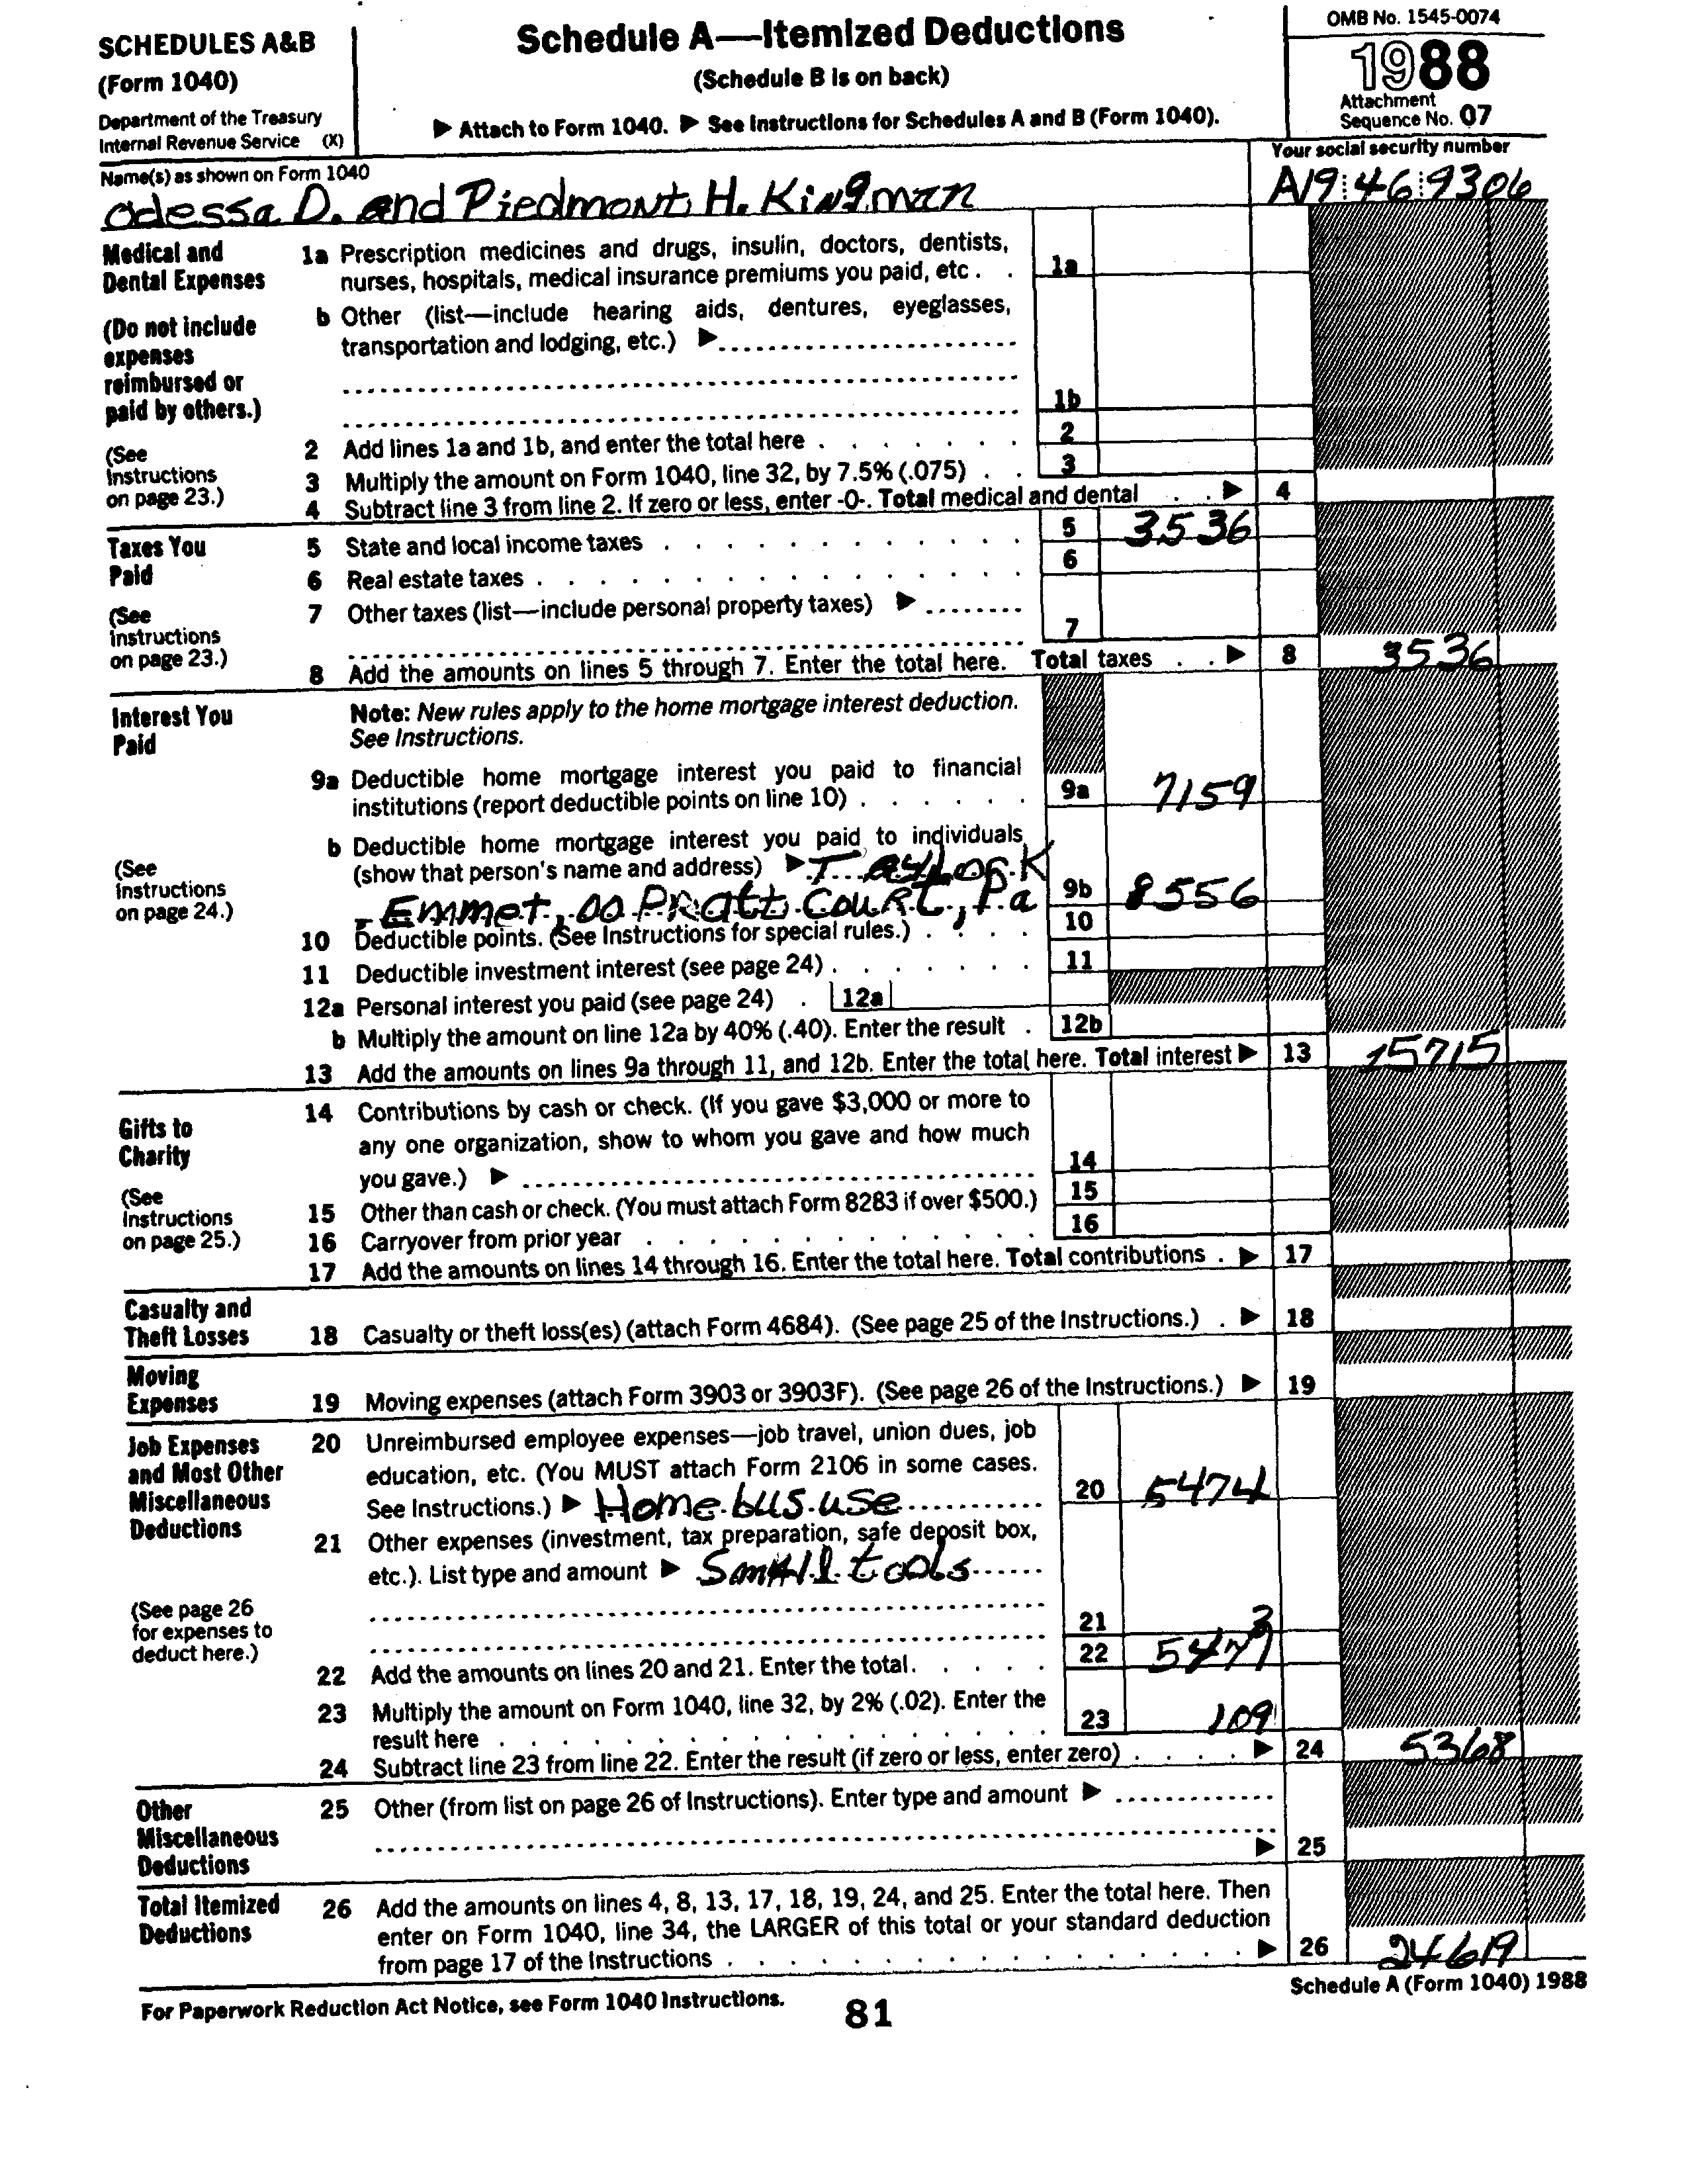 SCHEDULES A&B
(Form 1040)
Department of the Treasury
Internal Revenue Service (X)
Schedule A—Itemized Deductions
(Schedule B is on back)
▶ Attach to Form 1040. ▶ See Instructions for Schedules A and B (Form 1040).
OMB No. 1545-0074
1988
Attachment
Sequence No. 07
Name(s) as shown on Form 1040
Odessa D. and Piedmont H. Kingman
Your social security number
A19 46 9306
Medical and
Dental Expenses
(Do not include
expenses
reimbursed or
paid by others.)
(See
Instructions
on page 23.)
1a Prescription medicines and drugs, insulin, doctors, dentists,
nurses, hospitals, medical insurance premiums you paid, etc . . 1a
b Other (list—include hearing aids, dentures, eyeglasses,
transportation and lodging, etc.) ▶
1b
2 Add lines 1a and 1b, and enter the total here . . . . . . . 2
3 Multiply the amount on Form 1040, line 32, by 7.5% (.075) . . 3
4 Subtract line 3 from line 2. If zero or less, enter -0-. Total medical and dental . . ▶ 4
Taxes You
Paid
(See
Instructions
on page 23.)
5 State and local income taxes . . . . . . . . . . . . 5 3536
6 Real estate taxes . . . . . . . . . . . . . . . . 6
7 Other taxes (list—include personal property taxes) ▶
7
8 Add the amounts on lines 5 through 7. Enter the total here. Total taxes . . ▶ 8 3536
Interest You
Paid
(See
Instructions
on page 24.)
Note: New rules apply to the home mortgage interest deduction.
See Instructions.
9a Deductible home mortgage interest you paid to financial
institutions (report deductible points on line 10) . . . . . . 9a 7159
b Deductible home mortgage interest you paid to individuals
(show that person's name and address) ▶ Taylor K
Emmet, 00 Pratt Court, Pa 9b 8556
10 Deductible points. (See Instructions for special rules.) . . . . 10
11 Deductible investment interest (see page 24) . . . . . . . 11
12a Personal interest you paid (see page 24) . 12a
b Multiply the amount on line 12a by 40% (.40). Enter the result . 12b
13 Add the amounts on lines 9a through 11, and 12b. Enter the total here. Total interest ▶ 13 15715
Gifts to
Charity
(See
Instructions
on page 25.)
14 Contributions by cash or check. (If you gave $3,000 or more to
any one organization, show to whom you gave and how much
you gave.) ▶ 14
15 Other than cash or check. (You must attach Form 8283 if over $500.) 15
16 Carryover from prior year . . . . . . . . . . . . . 16
17 Add the amounts on lines 14 through 16. Enter the total here. Total contributions . ▶ 17
Casualty and
Theft Losses
18 Casualty or theft loss(es) (attach Form 4684). (See page 25 of the Instructions.) . ▶ 18
Moving
Expenses
19 Moving expenses (attach Form 3903 or 3903F). (See page 26 of the Instructions.) ▶ 19
Job Expenses
and Most Other
Miscellaneous
Deductions
(See page 26
for expenses to
deduct here.)
20 Unreimbursed employee expenses—job travel, union dues, job
education, etc. (You MUST attach Form 2106 in some cases.
See Instructions.) ▶ Home bus use 20 5474
21 Other expenses (investment, tax preparation, safe deposit box,
etc.). List type and amount ▶ Small tools
21 3
22 Add the amounts on lines 20 and 21. Enter the total . . . . . 22 5477
23 Multiply the amount on Form 1040, line 32, by 2% (.02). Enter the
result here . . . . . . . . . . . . . . . . . . 23 109
24 Subtract line 23 from line 22. Enter the result (if zero or less, enter zero) . . . . ▶ 24 5368
Other
Miscellaneous
Deductions
25 Other (from list on page 26 of Instructions). Enter type and amount ▶
▶ 25
Total Itemized
Deductions
26 Add the amounts on lines 4, 8, 13, 17, 18, 19, 24, and 25. Enter the total here. Then
enter on Form 1040, line 34, the LARGER of this total or your standard deduction
from page 17 of the Instructions . . . . . . . . . . . . . . . . . ▶ 26 24619
For Paperwork Reduction Act Notice, see Form 1040 Instructions.
81
Schedule A (Form 1040) 1988